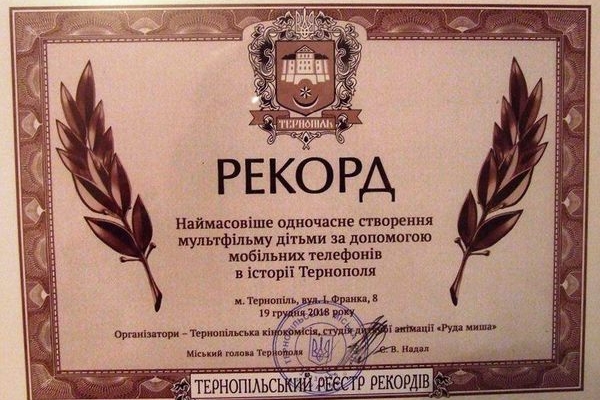 ТЕРНОПІЛЬ
РЕКОРД
Наймасовіше одночасне створення
мультфільму дітьми за допомогою
мобільних телефонів
в історії Тернополя
м. Тернопіль, вул. І. Франка, 8
19 грудня 2018 року
Організатори – Тернопільська кінокомісія, студія дитячої анімації «Руда миша»
Міський голова Тернополя С. В. Надал
ТЕРНОПІЛЬСЬКИЙ РЕЄСТР РЕКОРДІВ